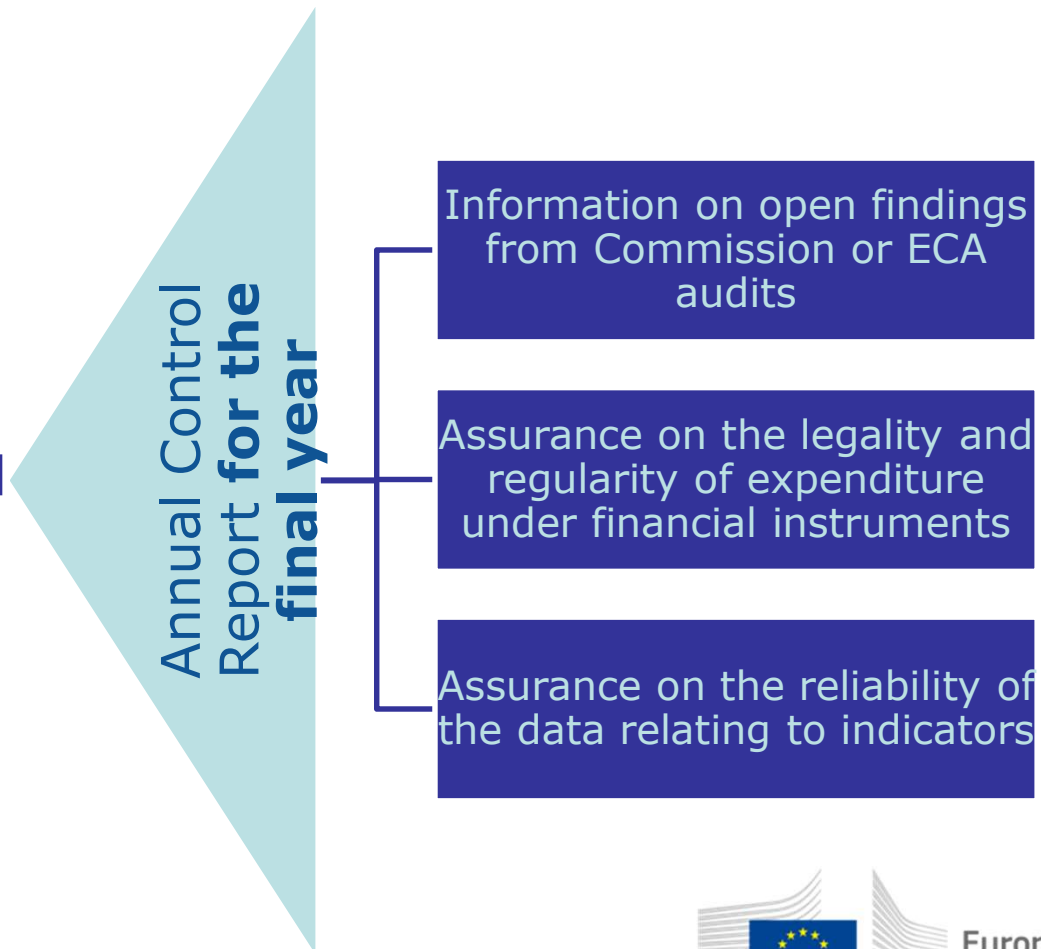 Annual Control
Report for the
final year
Information on open findings
from Commission or ECA
audits
Assurance on the legality and
regularity of expenditure
under financial instruments
Assurance on the reliability of
the data relating to indicators